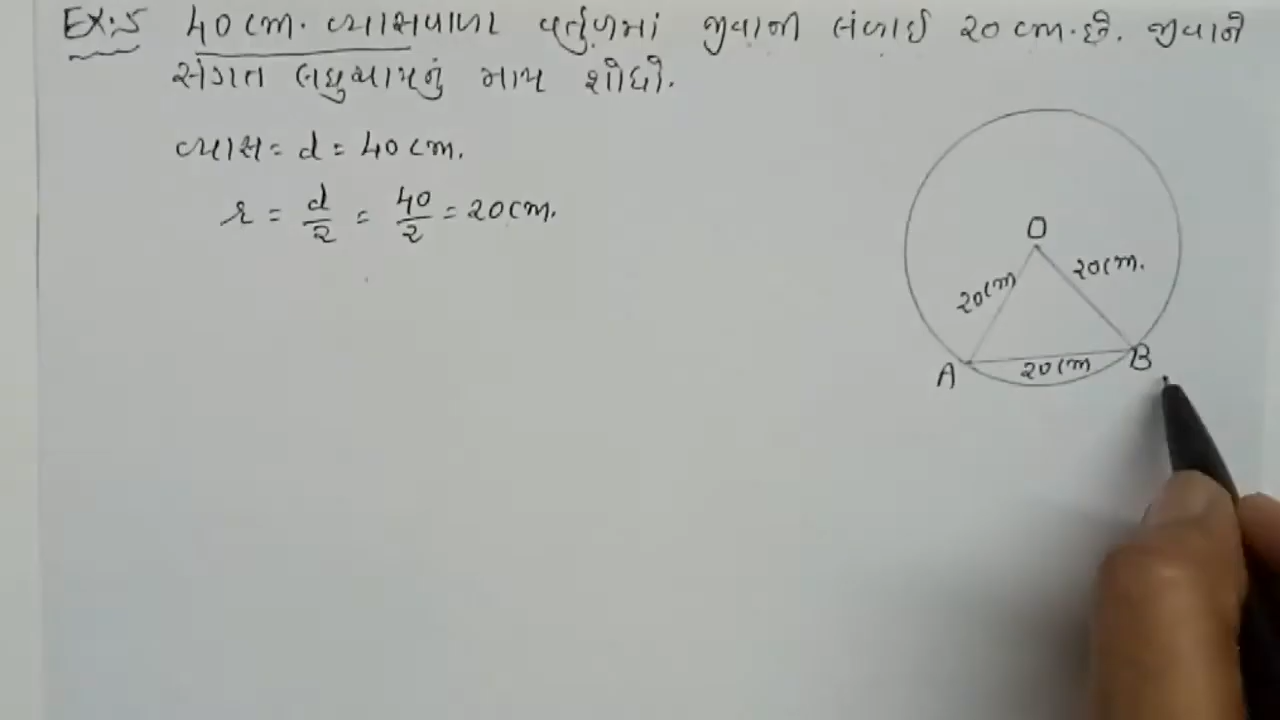 Ex:5 40 cm. વ્યાસવાળા વર્તુળમાં જીવાની લંબાઈ 20 cm. છે. જીવાને
સંગત લઘુચાપનું માપ શોધો.
વ્યાસ = d = 40 cm.
r = d/2 = 40/2 = 20 cm.
O
20 cm
20 cm.
A
20 cm
B